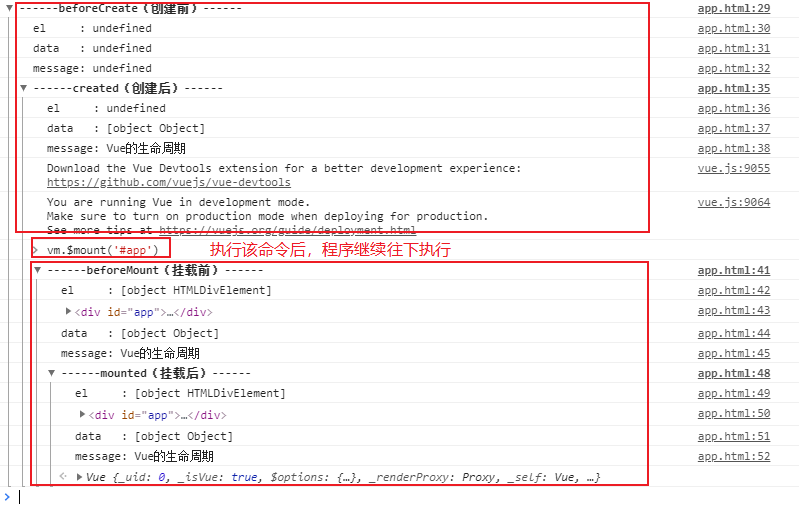 ------beforeCreate（创建前）------ app.html:29
el     : undefined app.html:30
data   : undefined app.html:31
message: undefined app.html:32
------created（创建后）------ app.html:35
el     : undefined app.html:36
data   : [object Object] app.html:37
message: Vue的生命周期 app.html:38
Download the Vue Devtools extension for a better development experience: vue.js:9055
https://github.com/vuejs/vue-devtools
You are running Vue in development mode. vue.js:9064
Make sure to turn on production mode when deploying for production.
See more tips at https://vuejs.org/guide/deployment.html
> vm.$mount('#app') 执行该命令后，程序继续往下执行
------beforeMount（挂载前）------ app.html:41
el     : [object HTMLDivElement] app.html:42
<div id="app">…</div> app.html:43
data   : [object Object] app.html:44
message: Vue的生命周期 app.html:45
------mounted（挂载后）------ app.html:48
el     : [object HTMLDivElement] app.html:49
<div id="app">…</div> app.html:50
data   : [object Object] app.html:51
message: Vue的生命周期 app.html:52
Vue {_uid: 0, _isVue: true, $options: {…}, _renderProxy: Proxy, _self: Vue, …}
>